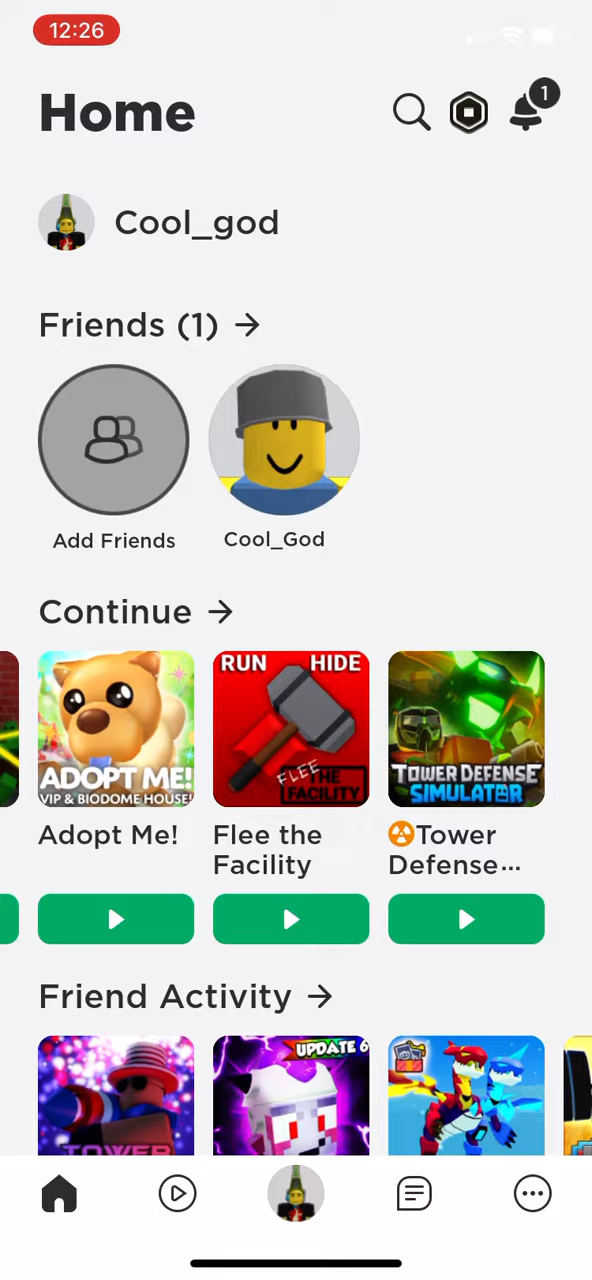 12:26
Home
1
Cool_god
Friends (1)
Add Friends
Cool_God
Continue
ADOPT ME!
VIP & BIODOME HOUSE!
RUN HIDE
FLEE
THE
FACILITY
TOWER DEFENSE
SIMULATOR
Adopt Me!
Flee the
Facility
Tower
Defense...
Friend Activity
TOWER
UPDATE 6